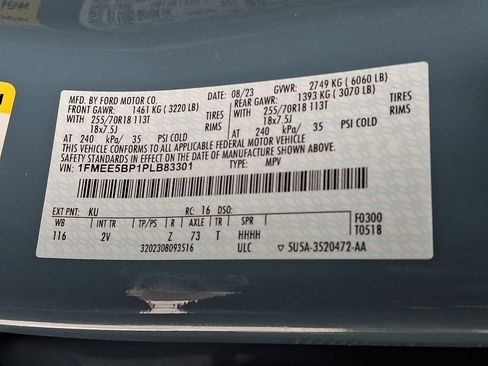 MFD. BY FORD MOTOR CO.
DATE: 08/23 GVWR: 2749 KG ( 6060 LB)
FRONT GAWR: 1461 KG ( 3220 LB) REAR GAWR: 1393 KG ( 3070 LB)
WITH 255/70R18 113T TIRES WITH 255/70R18 113T TIRES
18x7.5J RIMS 18x7.5J RIMS
AT 240 kPa/ 35 PSI COLD AT 240 kPa/ 35 PSI COLD
THIS VEHICLE CONFORMS TO ALL APPLICABLE FEDERAL MOTOR VEHICLE
SAFETY STANDARDS IN EFFECT ON THE DATE OF MANUFACTURE SHOWN ABOVE.
VIN: 1FMEE5BP1PLB83301 TYPE: MPV
EXT PNT: KU RC: 16 DSO:
WB INT TR TP/PS R AXLE TR SPR F0300
116 2V Z 73 T HHHH T0518
3202308093516 ULC 5U5A-3520472-AA